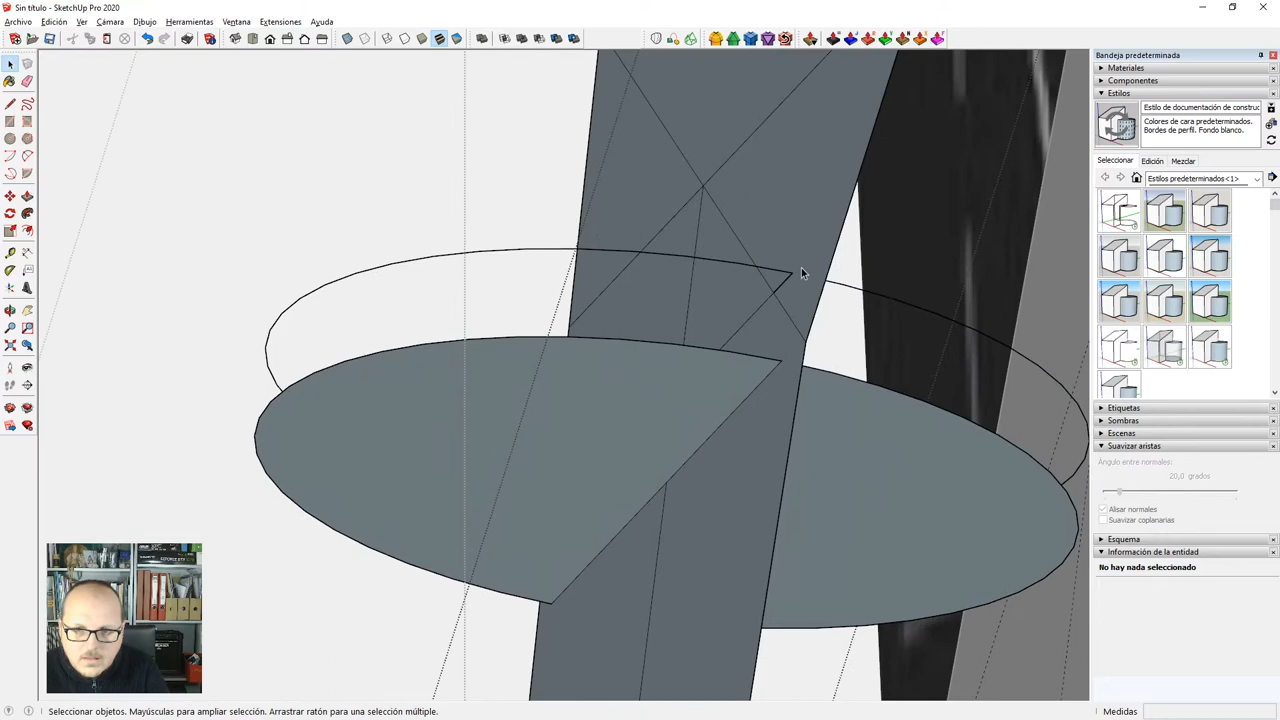 Sin título - SketchUp Pro 2020
Archivo Edición Ver Cámara Dibujo Herramientas Ventana Extensiones Ayuda
Bandeja predeterminada
Materiales
Componentes
Estilos
Estilo de documentación de construc
Colores de cara predeterminados.
Bordes de perfil. Fondo blanco.
Seleccionar Edición Mezclar
Estilos predeterminados<1>
Etiquetas
Sombras
Escenas
Suavizar aristas
Ángulo entre normales:
20,0 grados
Alisar normales
Suavizar coplanarias
Esquema
Información de la entidad
No hay nada seleccionado
Seleccionar objetos. Mayúsculas para ampliar selección. Arrastrar ratón para una selección múltiple.
Medidas